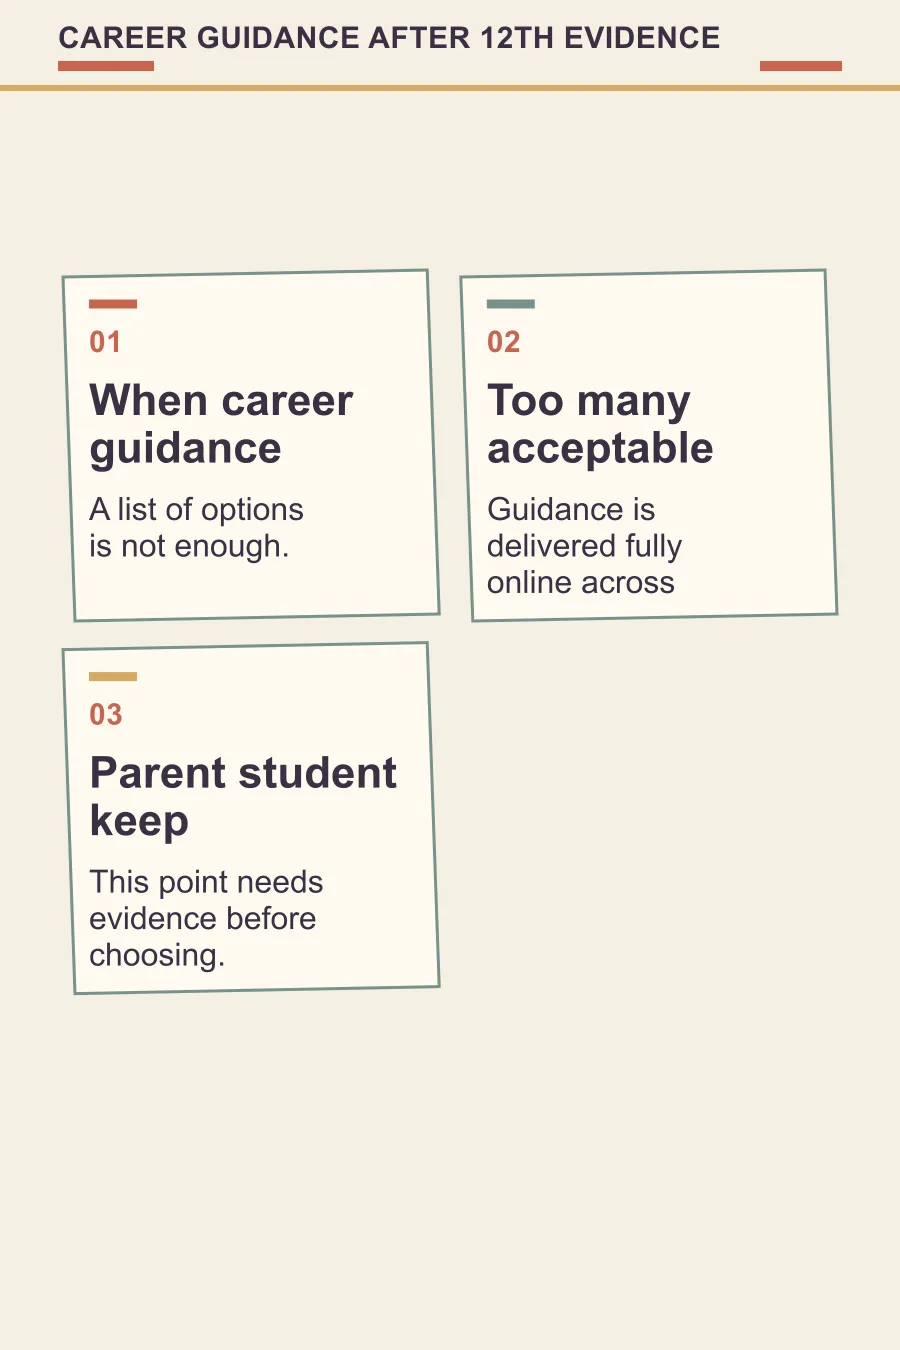 CAREER GUIDANCE AFTER 12TH EVIDENCE
01
When career
guidance
A list of options
is not enough.
02
Too many
acceptable
Guidance is
delivered fully
online across
03
Parent student
keep
This point needs
evidence before
choosing.